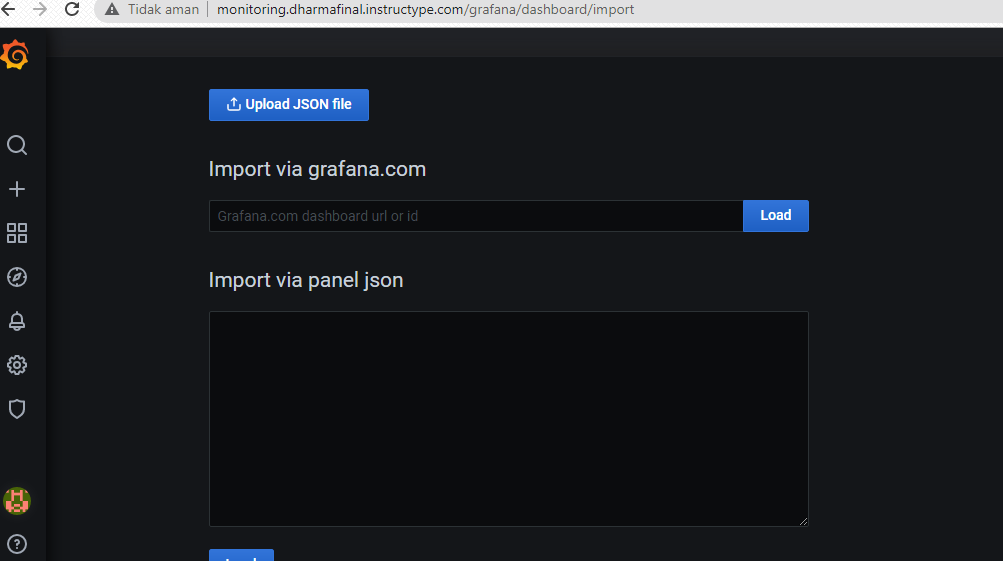 Tidak aman
monitoring.dharmafinal.instructype.com/grafana/dashboard/import
Upload JSON file
Import via grafana.com
Grafana.com dashboard url or id
Load
Import via panel json